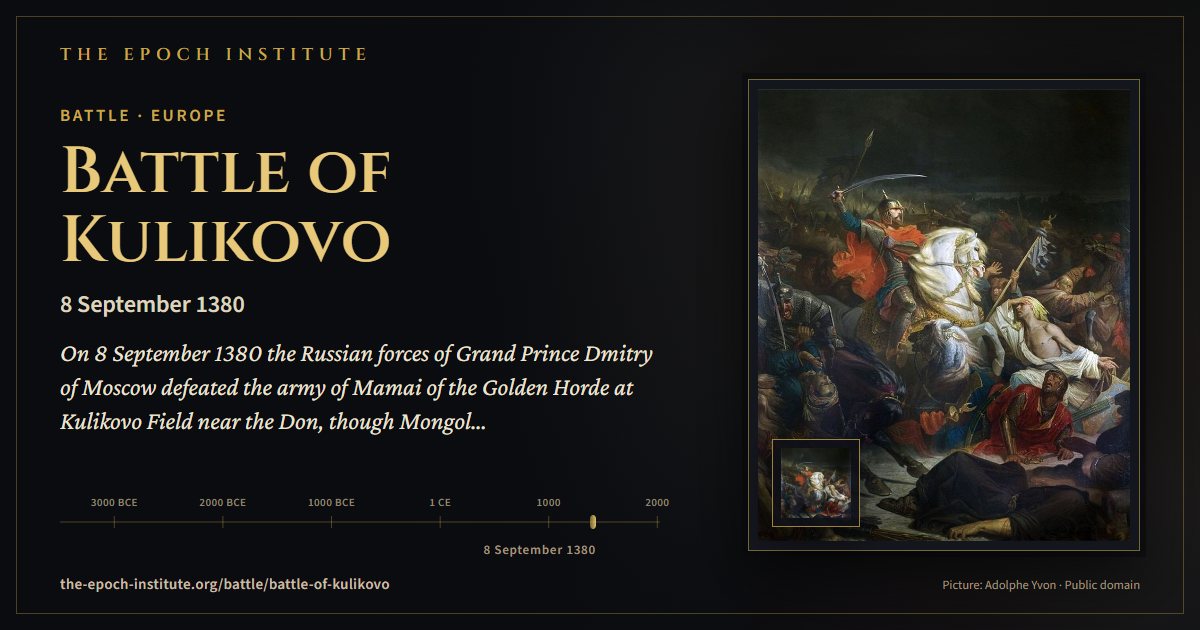 THE EPOCH INSTITUTE
BATTLE · EUROPE
BATTLE OF
KULIKOVO
8 September 1380
On 8 September 1380 the Russian forces of Grand Prince Dmitry
of Moscow defeated the army of Mamai of the Golden Horde at
Kulikovo Field near the Don, though Mongol...
3000 BCE 2000 BCE 1000 BCE 1 CE 1000 2000
8 September 1380
the-epoch-institute.org/battle/battle-of-kulikovo
Picture: Adolphe Yvon · Public domain